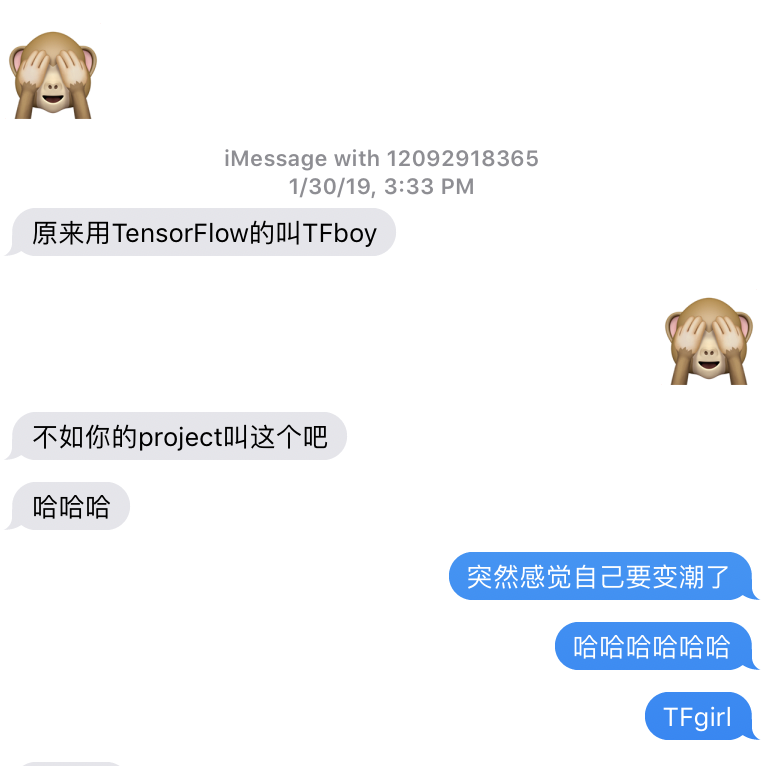 iMessage with 12092918365
1/30/19, 3:33 PM
原来用TensorFlow的叫TFboy
不如你的project叫这个吧
哈哈哈
突然感觉自己要变潮了
哈哈哈哈哈哈
TFgirl